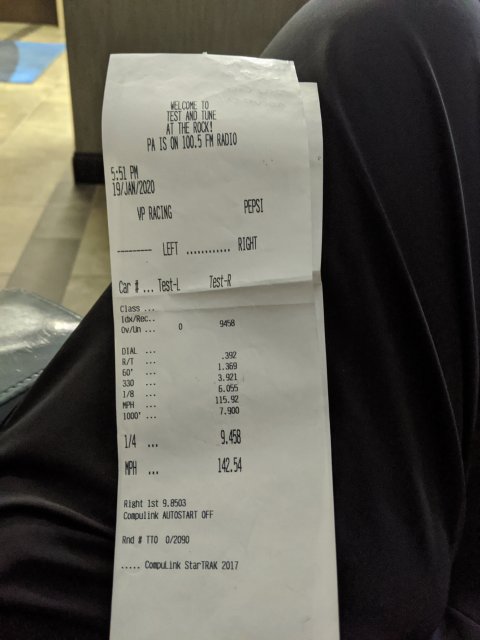 WELCOME TO
TEST AND TUNE
AT THE ROCK!
PA IS ON 100.5 FM RADIO
5:51 PM
19/JAN/2020
VP RACING PEPSI
--------- LEFT ............ RIGHT
Car # ... Test-L Test-R
Class ...
Idx/Rec..
Ov/Un ... 0 9458
DIAL ...
R/T ... .392
60' ... 1.369
330 ... 3.921
1/8 ... 6.055
MPH ... 115.92
1000' ... 7.900
1/4 ... 9.458
MPH ... 142.54
Right 1st 9.8503
Compulink AUTOSTART OFF
Rnd # TTO 0/2090
..... CompuLink StarTRAK 2017